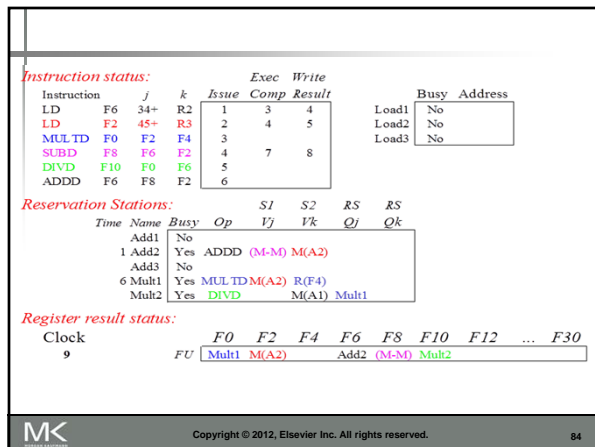 Instruction status: Exec Write
Instruction j k Issue Comp Result Busy Address
LD F6 34+ R2 1 3 4 Load1 No
LD F2 45+ R3 2 4 5 Load2 No
MULTD F0 F2 F4 3 Load3 No
SUBD F8 F6 F2 4 7 8
DIVD F10 F0 F6 5
ADDD F6 F8 F2 6
Reservation Stations: S1 S2 RS RS
Time Name Busy Op Vj Vk Qj Qk
Add1 No
1 Add2 Yes ADDD (M-M) M(A2)
Add3 No
6 Mult1 Yes MULTD M(A2) R(F4)
Mult2 Yes DIVD M(A1) Mult1
Register result status:
Clock F0 F2 F4 F6 F8 F10 F12 ... F30
9 FU Mult1 M(A2) Add2 (M-M) Mult2
MK
Copyright © 2012, Elsevier Inc. All rights reserved.
84